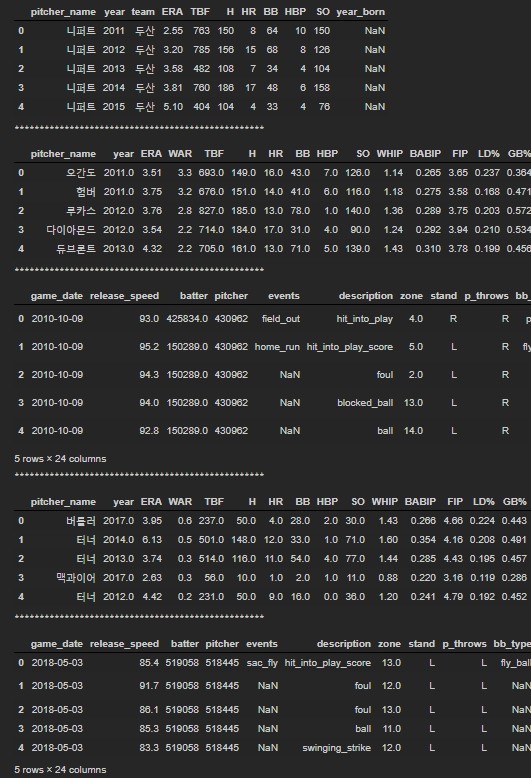 pitcher_name year team ERA TBF H HR BB HBP SO year_born
0 니퍼트 2011 두산 2.55 763 150 8 64 10 150 NaN
1 니퍼트 2012 두산 3.20 785 156 15 68 8 126 NaN
2 니퍼트 2013 두산 3.58 482 108 7 34 4 104 NaN
3 니퍼트 2014 두산 3.81 760 186 17 48 6 158 NaN
4 니퍼트 2015 두산 5.10 404 104 4 33 4 76 NaN
**************************************************
pitcher_name year ERA WAR TBF H HR BB HBP SO WHIP BABIP FIP LD% GB%
0 오간도 2011.0 3.51 3.3 693.0 149.0 16.0 43.0 7.0 126.0 1.14 0.265 3.65 0.237 0.364
1 험버 2011.0 3.75 3.2 676.0 151.0 14.0 41.0 6.0 116.0 1.18 0.275 3.58 0.168 0.471
2 루카스 2012.0 3.76 2.8 827.0 185.0 13.0 78.0 1.0 140.0 1.36 0.289 3.75 0.203 0.572
3 다이아몬드 2012.0 3.54 2.2 714.0 184.0 17.0 31.0 4.0 90.0 1.24 0.292 3.94 0.210 0.534
4 듀브론트 2013.0 4.32 2.2 705.0 161.0 13.0 71.0 5.0 139.0 1.43 0.310 3.78 0.199 0.456
**************************************************
game_date release_speed batter pitcher events description zone stand p_throws bb_
0 2010-10-09 93.0 425834.0 430962 field_out hit_into_play 4.0 R R p
1 2010-10-09 95.2 150289.0 430962 home_run hit_into_play_score 5.0 L R fly
2 2010-10-09 94.3 150289.0 430962 NaN foul 2.0 L R
3 2010-10-09 94.0 150289.0 430962 NaN blocked_ball 13.0 L R
4 2010-10-09 92.8 150289.0 430962 NaN ball 14.0 L R
5 rows × 24 columns
**************************************************
pitcher_name year ERA WAR TBF H HR BB HBP SO WHIP BABIP FIP LD% GB%
0 버틀러 2017.0 3.95 0.6 237.0 50.0 4.0 28.0 2.0 30.0 1.43 0.266 4.66 0.224 0.443
1 터너 2014.0 6.13 0.5 501.0 148.0 12.0 33.0 1.0 71.0 1.60 0.354 4.16 0.208 0.491
2 터너 2013.0 3.74 0.3 514.0 116.0 11.0 54.0 4.0 77.0 1.44 0.285 4.43 0.195 0.457
3 맥과이어 2017.0 2.63 0.3 56.0 10.0 1.0 2.0 1.0 11.0 0.88 0.220 3.16 0.119 0.286
4 터너 2012.0 4.42 0.2 231.0 50.0 9.0 16.0 0.0 36.0 1.20 0.241 4.79 0.192 0.452
**************************************************
game_date release_speed batter pitcher events description zone stand p_throws bb_type
0 2018-05-03 85.4 519058 518445 sac_fly hit_into_play_score 13.0 L L fly_ball
1 2018-05-03 91.7 519058 518445 NaN foul 12.0 L L NaN
2 2018-05-03 86.1 519058 518445 NaN foul 13.0 L L NaN
3 2018-05-03 85.3 519058 518445 NaN ball 11.0 L L NaN
4 2018-05-03 83.3 519058 518445 NaN swinging_strike 12.0 L L NaN
5 rows × 24 columns